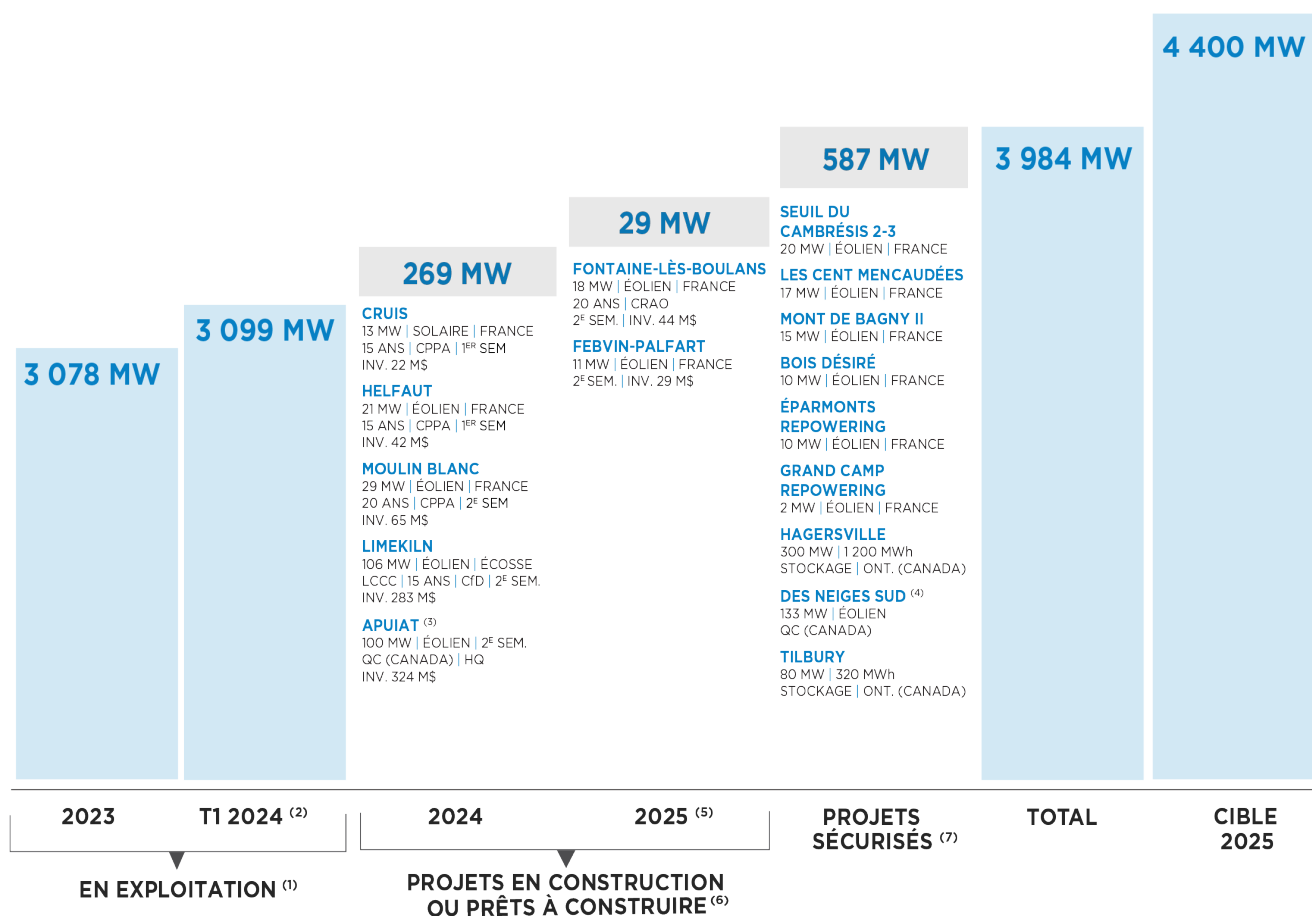 3 078 MW
3 099 MW
269 MW
CRUIS
13 MW | SOLAIRE | FRANCE
15 ANS | CPPA | 1ER SEM
INV. 22 M$
HELFAUT
21 MW | ÉOLIEN | FRANCE
15 ANS | CPPA | 1ER SEM
INV. 42 M$
MOULIN BLANC
29 MW | ÉOLIEN | FRANCE
20 ANS | CPPA | 2E SEM
INV. 65 M$
LIMEKILN
106 MW | ÉOLIEN | ÉCOSSE
LCCC | 15 ANS | CfD | 2E SEM.
INV. 283 M$
APUIAT (3)
100 MW | ÉOLIEN | 2E SEM.
QC (CANADA) | HQ
INV. 324 M$
29 MW
FONTAINE-LÈS-BOULANS
18 MW | ÉOLIEN | FRANCE
20 ANS | CRAO
2E SEM. | INV. 44 M$
FEBVIN-PALFART
11 MW | ÉOLIEN | FRANCE
2E SEM. | INV. 29 M$
587 MW
SEUIL DU
CAMBRÉSIS 2-3
20 MW | ÉOLIEN | FRANCE
LES CENT MENCAUDÉES
17 MW | ÉOLIEN | FRANCE
MONT DE BAGNY II
15 MW | ÉOLIEN | FRANCE
BOIS DÉSIRÉ
10 MW | ÉOLIEN | FRANCE
ÉPARMONTS
REPOWERING
10 MW | ÉOLIEN | FRANCE
GRAND CAMP
REPOWERING
2 MW | ÉOLIEN | FRANCE
HAGERSVILLE
300 MW | 1 200 MWh
STOCKAGE | ONT. (CANADA)
DES NEIGES SUD (4)
133 MW | ÉOLIEN
QC (CANADA)
TILBURY
80 MW | 320 MWh
STOCKAGE | ONT. (CANADA)
3 984 MW
4 400 MW
2023
T1 2024 (2)
2024
2025 (5)
PROJETS
SÉCURISÉS (7)
TOTAL
CIBLE
2025
EN EXPLOITATION (1)
PROJETS EN CONSTRUCTION
OU PRÊTS À CONSTRUIRE (6)